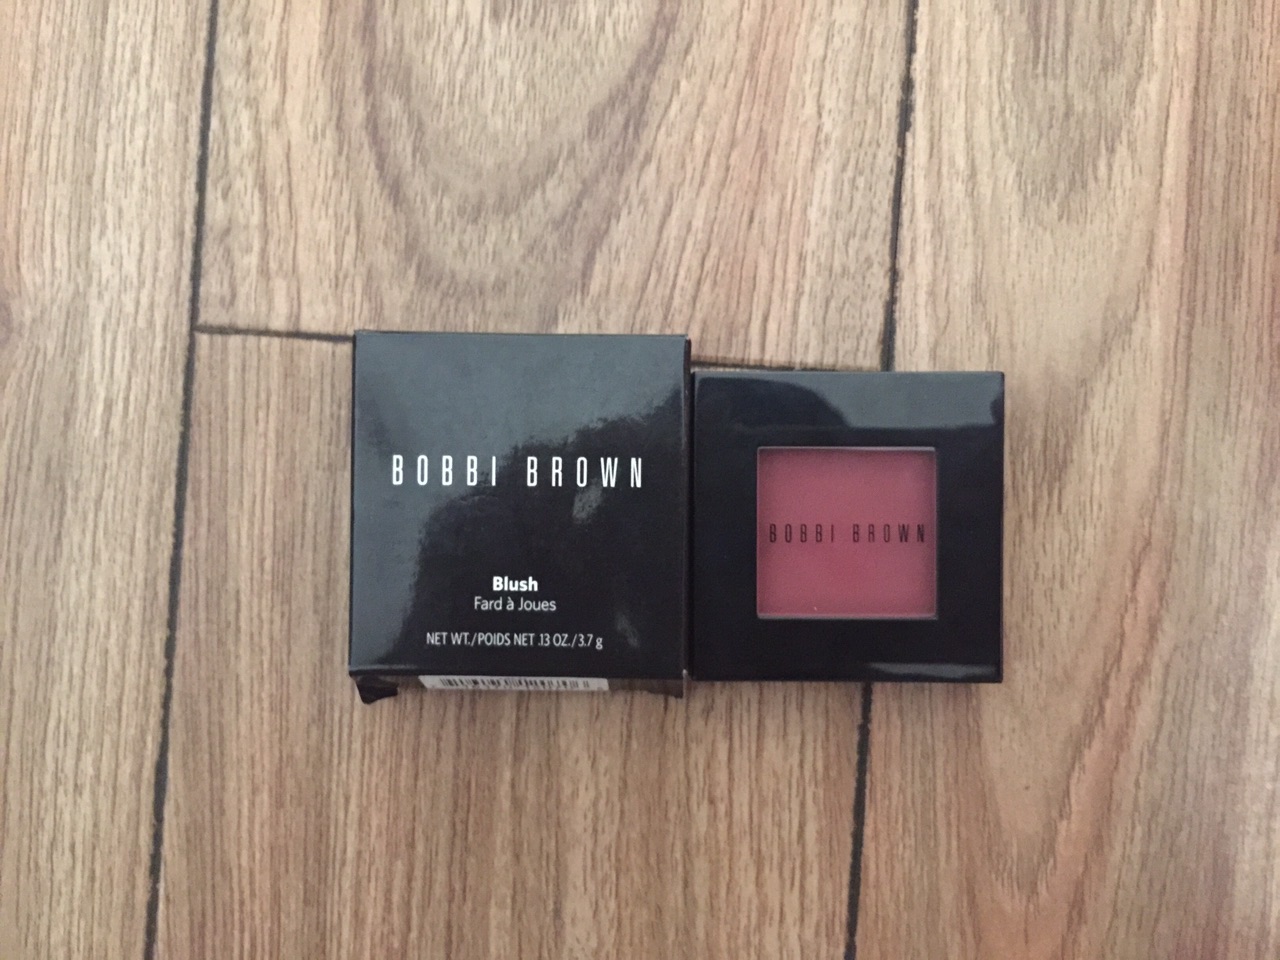 BOBBI BROWN
Blush
Fard à Joues
NET WT./POIDS NET .13 OZ./3.7 g
BOBBI BROWN